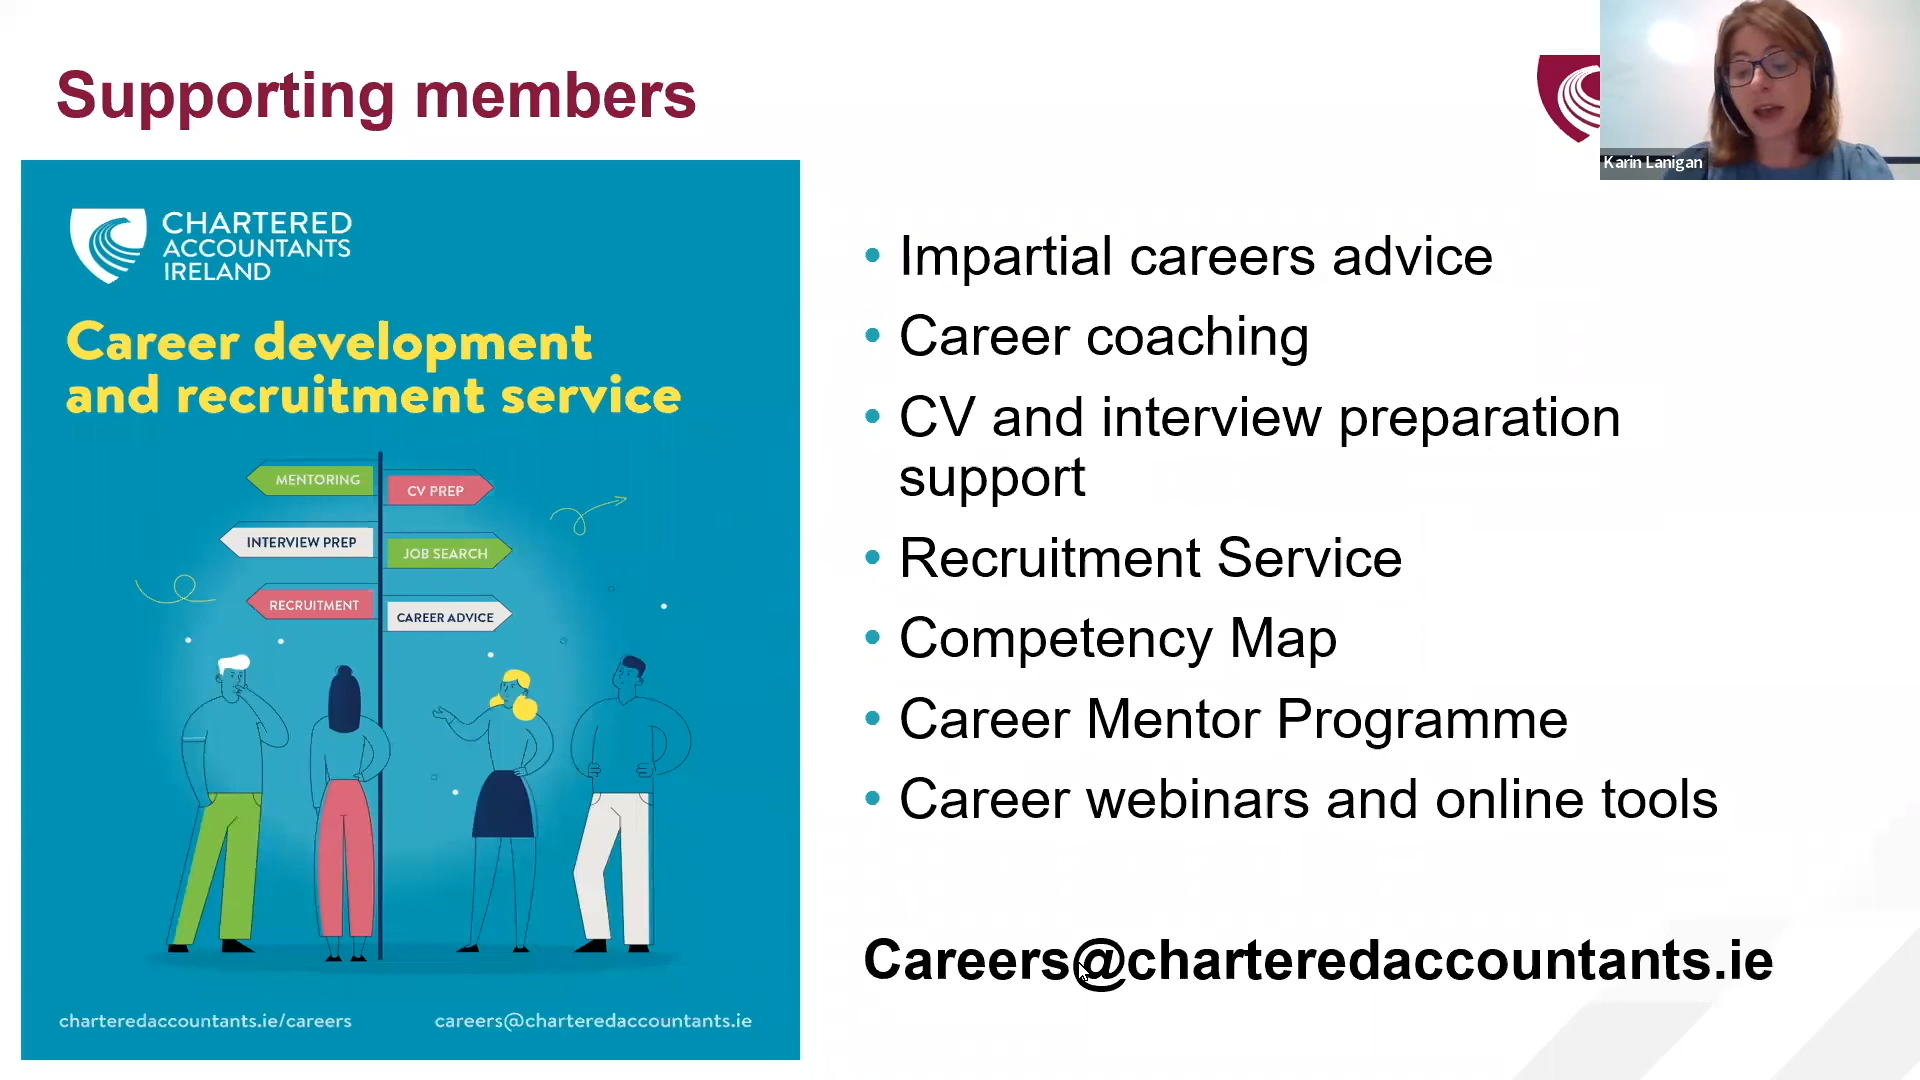 Supporting members
Karin Lanigan
CHARTERED
ACCOUNTANTS
IRELAND
Career development
and recruitment service
MENTORING
CV PREP
INTERVIEW PREP
JOB SEARCH
RECRUITMENT
CAREER ADVICE
charteredaccountants.ie/careers
careers@charteredaccountants.ie
• Impartial careers advice
• Career coaching
• CV and interview preparation
support
• Recruitment Service
• Competency Map
• Career Mentor Programme
• Career webinars and online tools
Careers@charteredaccountants.ie